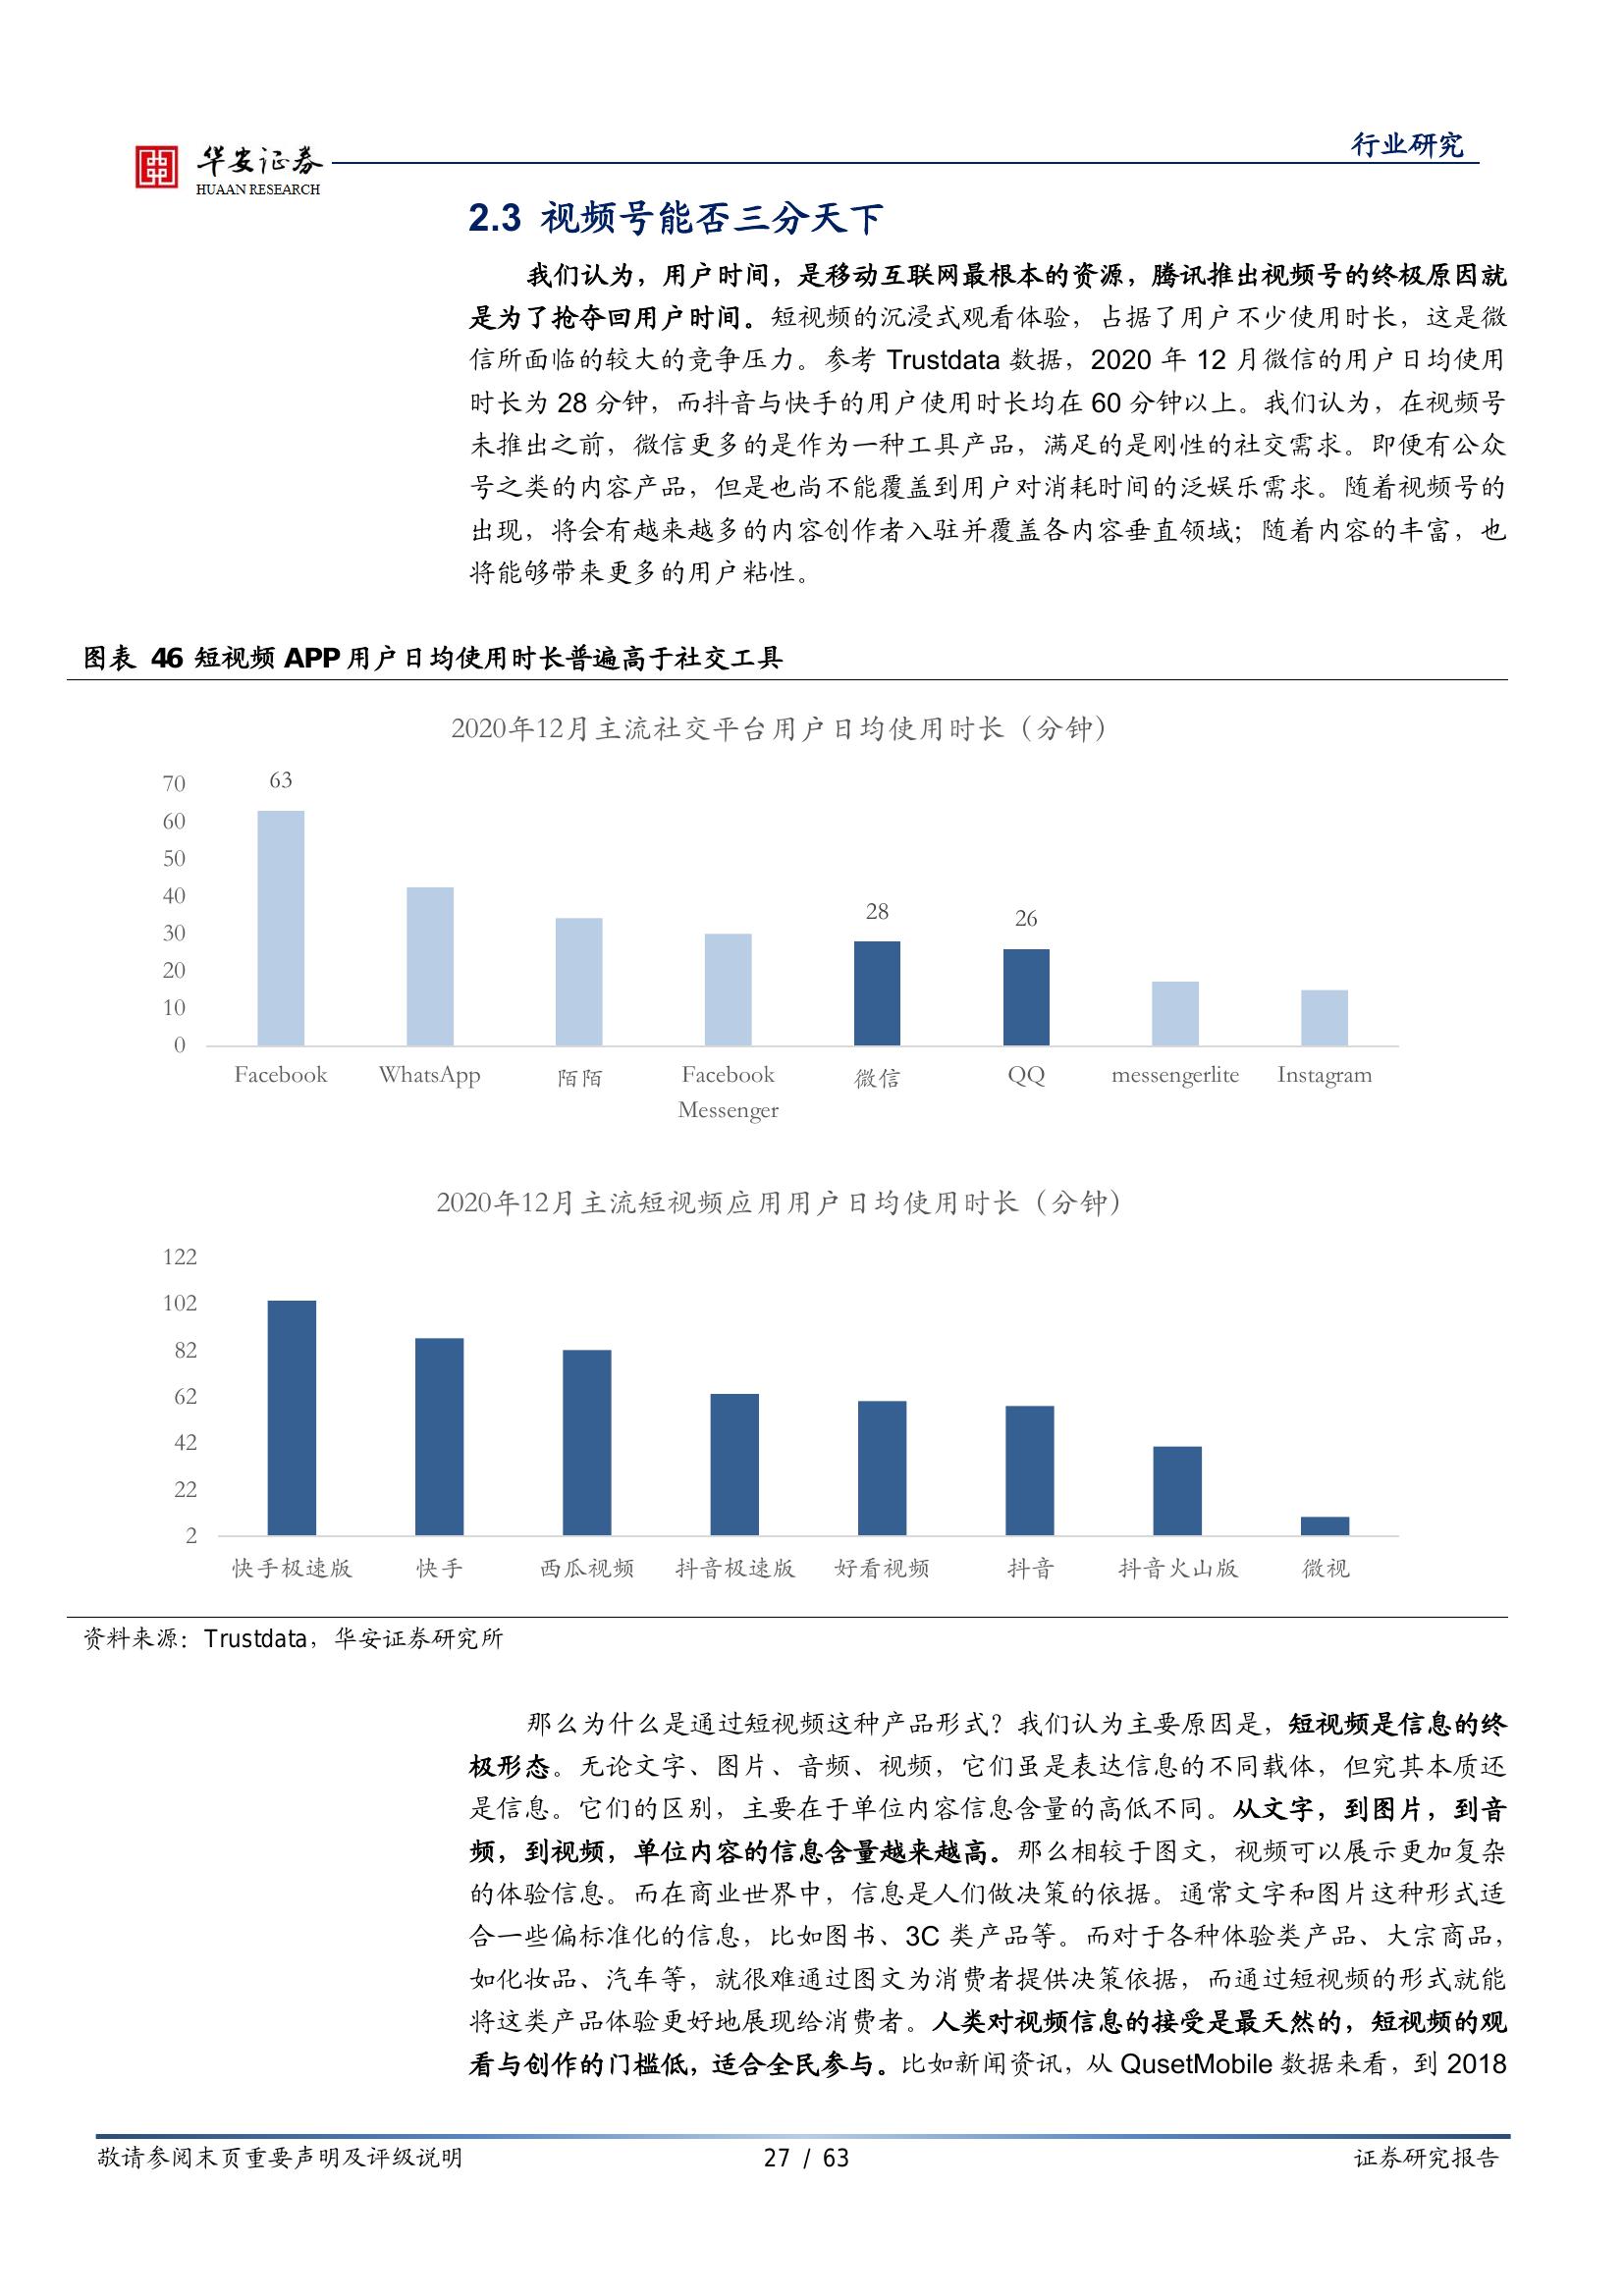 华安证券
HUAAN RESEARCH
行业研究
2.3 视频号能否三分天下
我们认为，用户时间，是移动互联网最根本的资源，腾讯推出视频号的终极原因就
是为了抢夺回用户时间。短视频的沉浸式观看体验，占据了用户不少使用时长，这是微
信所面临的较大的竞争压力。参考 Trustdata 数据，2020 年 12 月微信的用户日均使用
时长为 28 分钟，而抖音与快手的用户使用时长均在 60 分钟以上。我们认为，在视频号
未推出之前，微信更多的是作为一种工具产品，满足的是刚性的社交需求。即便有公众
号之类的内容产品，但是也尚不能覆盖到用户对消耗时间的泛娱乐需求。随着视频号的
出现，将会有越来越多的内容创作者入驻并覆盖各内容垂直领域；随着内容的丰富，也
将能够带来更多的用户粘性。
图表 46 短视频 APP 用户日均使用时长普遍高于社交工具
2020年12月主流社交平台用户日均使用时长（分钟）
70
60
50
40
30
20
10
0
63
28
26
Facebook WhatsApp 陌陌 Facebook 微信 QQ messengerlite Instagram
Messenger
2020年12月主流短视频应用用户日均使用时长（分钟）
122
102
82
62
42
22
2
快手极速版 快手 西瓜视频 抖音极速版 好看视频 抖音 抖音火山版 微视
资料来源：Trustdata，华安证券研究所
那么为什么是通过短视频这种产品形式？我们认为主要原因是，短视频是信息的终
极形态。无论文字、图片、音频、视频，它们虽是表达信息的不同载体，但究其本质还
是信息。它们的区别，主要在于单位内容信息含量的高低不同。从文字，到图片，到音
频，到视频，单位内容的信息含量越来越高。那么相较于图文，视频可以展示更加复杂
的体验信息。而在商业世界中，信息是人们做决策的依据。通常文字和图片这种形式适
合一些偏标准化的信息，比如图书、3C 类产品等。而对于各种体验类产品、大宗商品，
如化妆品、汽车等，就很难通过图文为消费者提供决策依据，而通过短视频的形式就能
将这类产品体验更好地展现给消费者。人类对视频信息的接受是最天然的，短视频的观
看与创作的门槛低，适合全民参与。比如新闻资讯，从 QusetMobile 数据来看，到 2018
敬请参阅末页重要声明及评级说明
27 / 63
证券研究报告